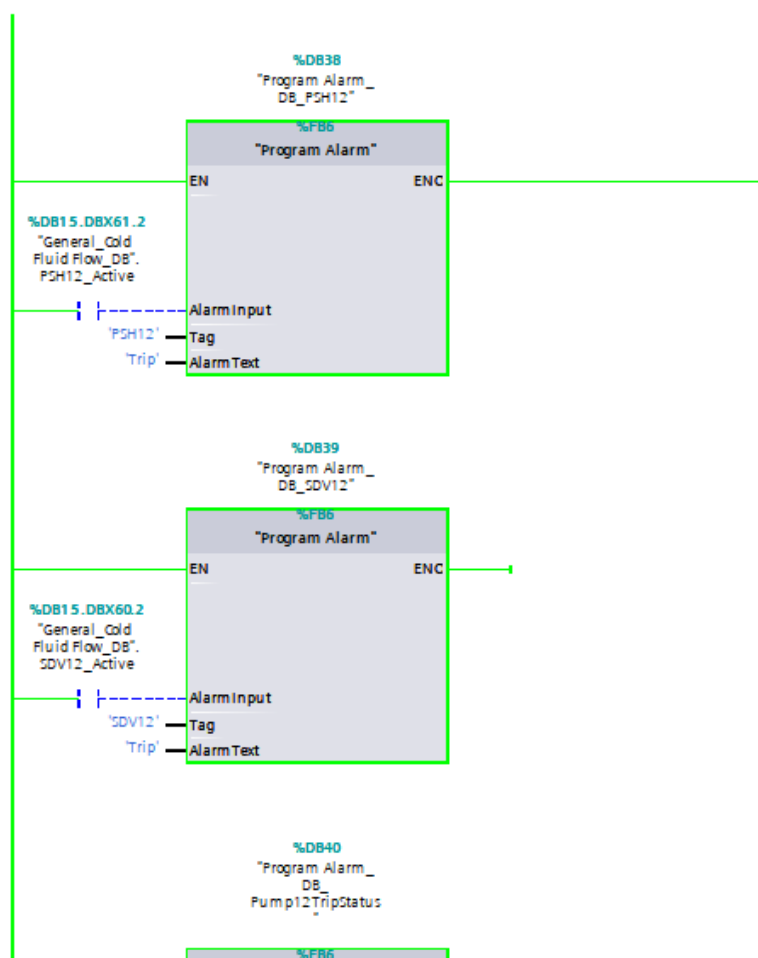 %DB38
"Program Alarm_
DB_PSH12"
%FB6
"Program Alarm"
EN
ENO
%DB15.DBX61.2
"General_Cold
Fluid Flow_DB".
PSH12_Active
AlarmInput
'PSH12'
Tag
'Trip'
AlarmText
%DB39
"Program Alarm_
DB_SDV12"
%FB6
"Program Alarm"
EN
ENO
%DB15.DBX60.2
"General_Cold
Fluid Flow_DB".
SDV12_Active
AlarmInput
'SDV12'
Tag
'Trip'
AlarmText
%DB40
"Program Alarm_
DB_
Pump12TripStatus
"
%FB6